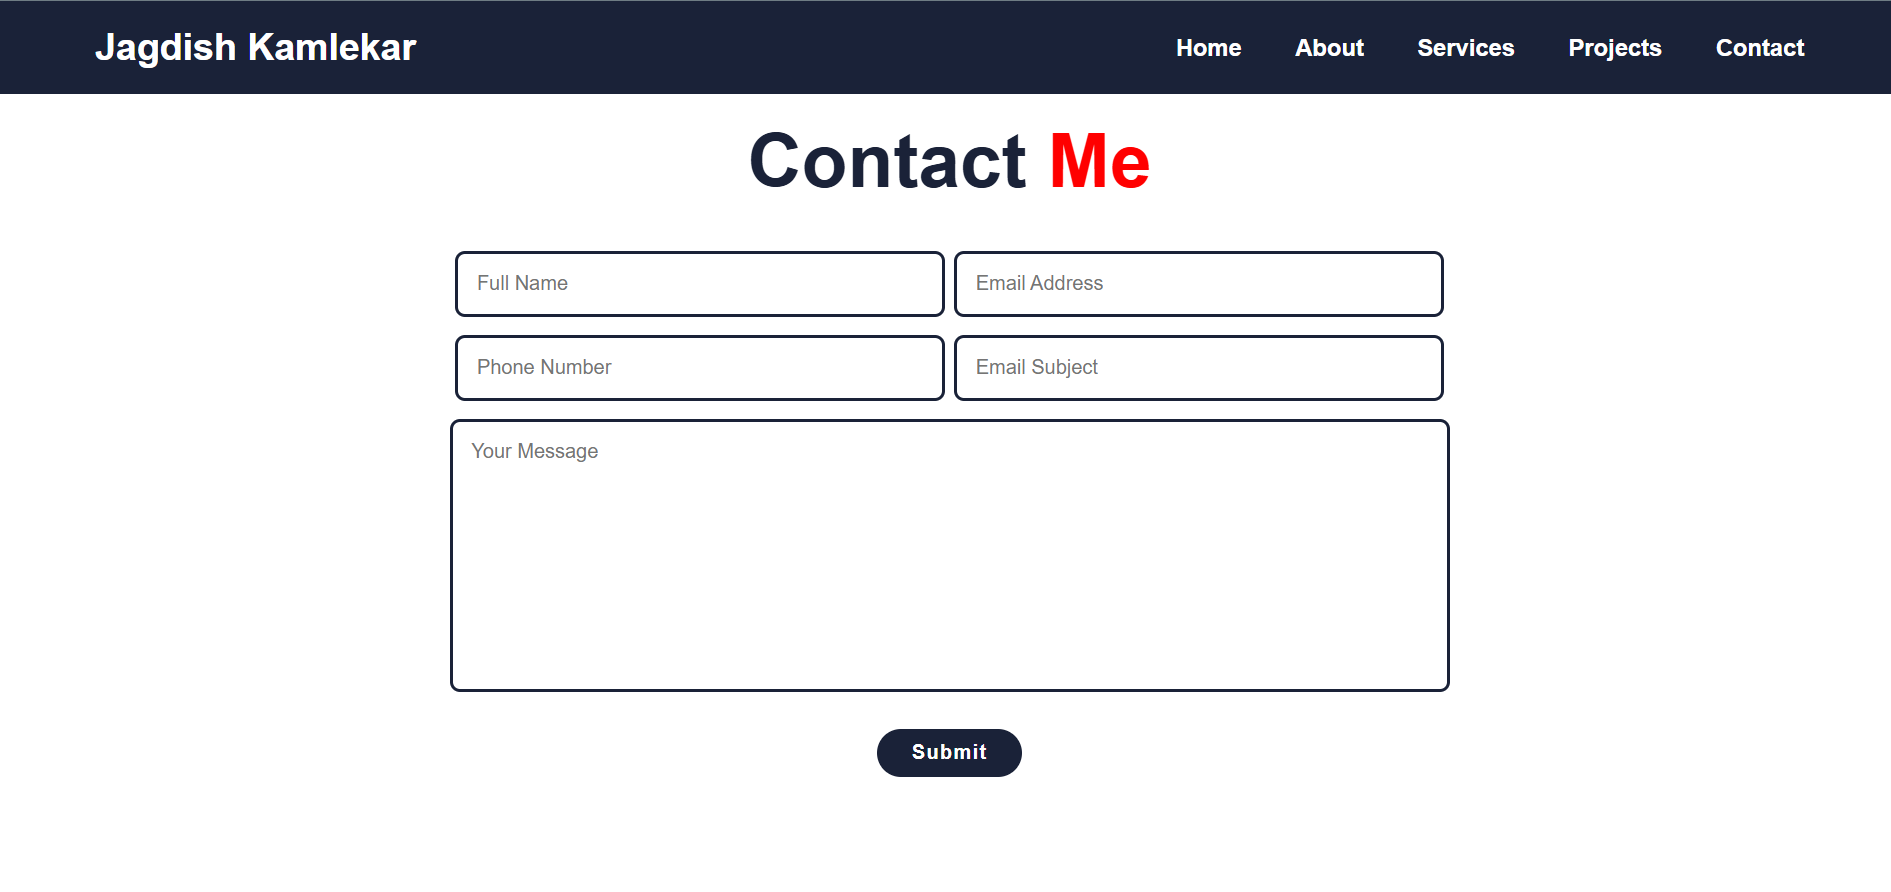 Jagdish Kamlekar Home About Services Projects Contact
Contact Me
Full Name Email Address
Phone Number Email Subject
Your Message
Submit